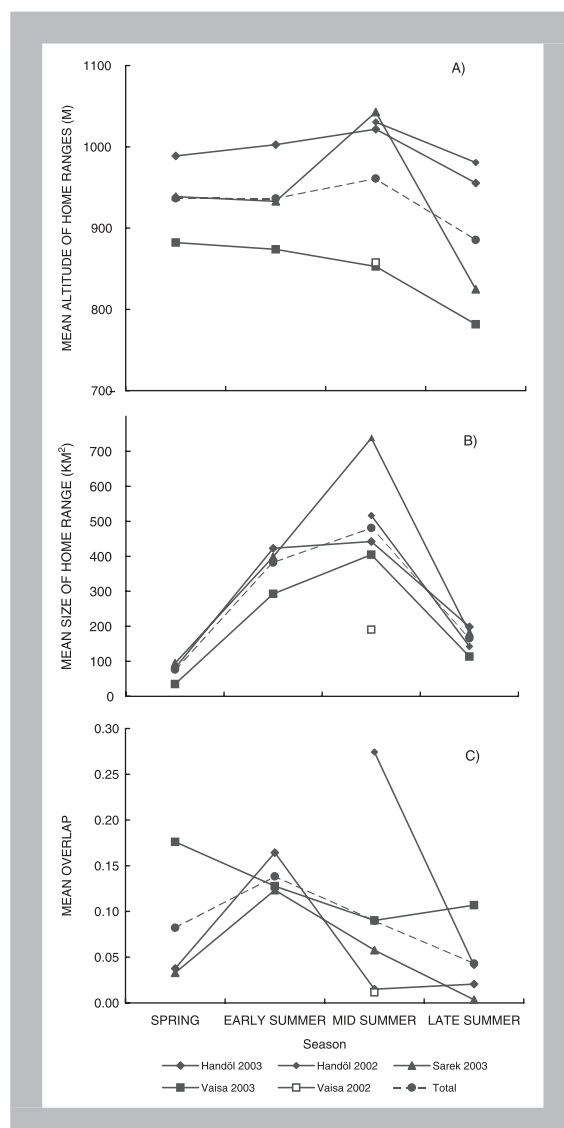 A)
1100
1000
900
800
700
MEAN ALTITUDE OF HOME RANGES (M)
B)
700
600
500
400
300
200
100
0
MEAN SIZE OF HOME RANGE (KM²)
C)
0.30
0.25
0.20
0.15
0.10
0.05
0.00
MEAN OVERLAP
SPRING EARLY SUMMER MID SUMMER LATE SUMMER
Season
Handöl 2003 Handöl 2002 Sarek 2003
Vaisa 2003 Vaisa 2002 Total